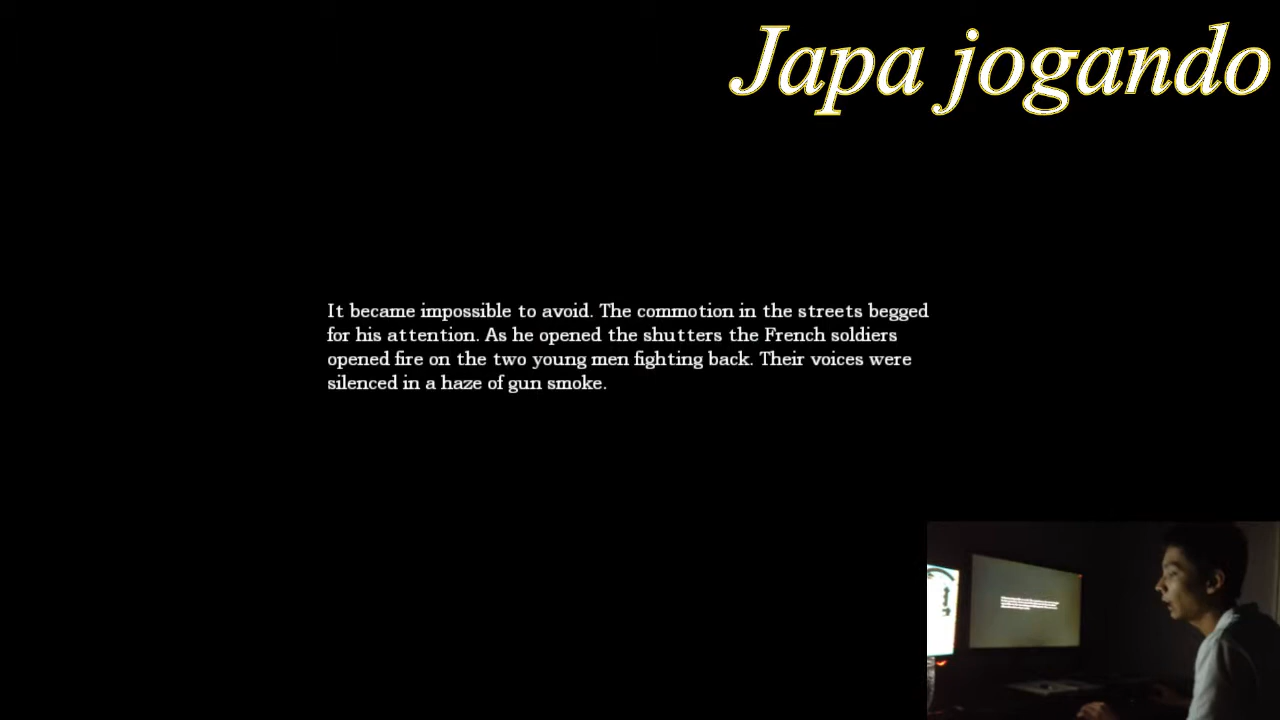 Japa jogando
It became impossible to avoid. The commotion in the streets begged
for his attention. As he opened the shutters the French soldiers
opened fire on the two young men fighting back. Their voices were
silenced in a haze of gun smoke.